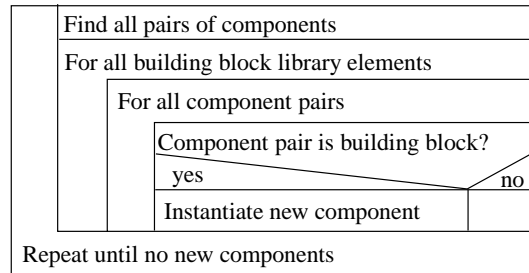 Find all pairs of components
For all building block library elements
For all component pairs
Component pair is building block?
yes
no
Instantiate new component
Repeat until no new components